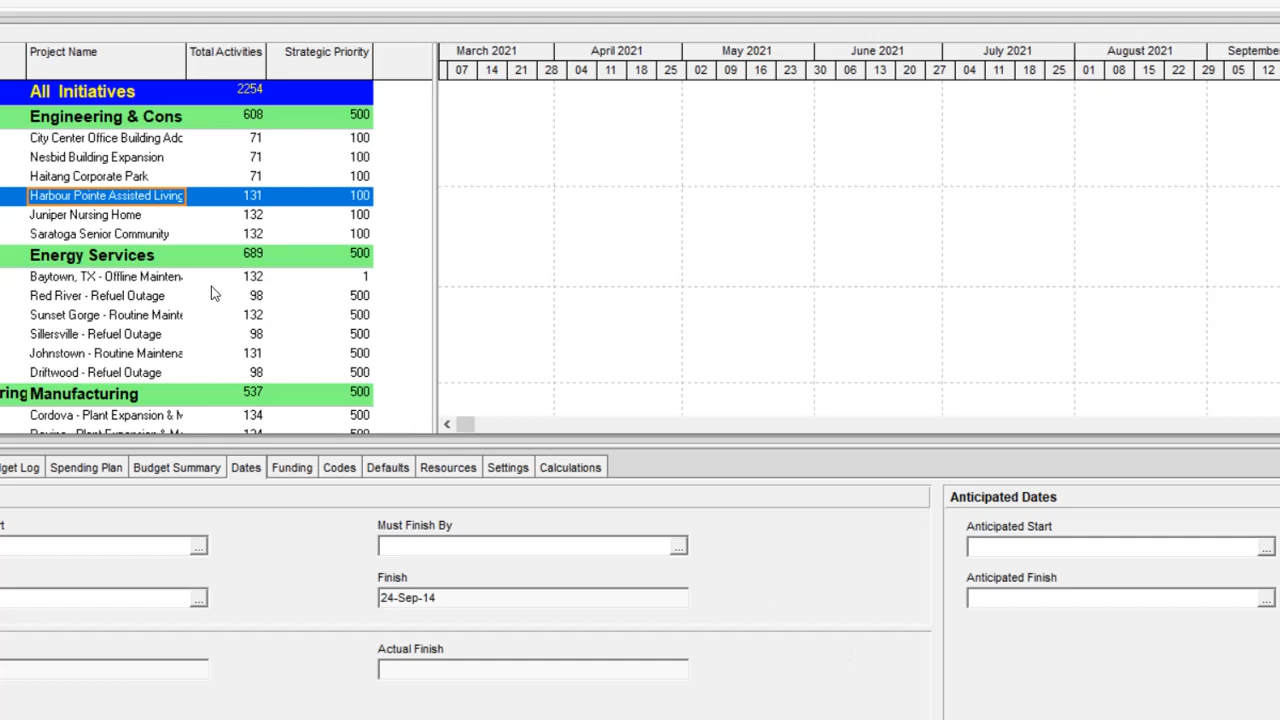 Project Name Total Activities Strategic Priority
March 2021 April 2021 May 2021 June 2021 July 2021 August 2021 Septembe
07 14 21 28 04 11 18 25 02 09 16 23 30 06 13 20 27 04 11 18 25 01 08 15 22 29 05 12
All Initiatives 2254
Engineering & Cons 608 500
City Center Office Building Adc 71 100
Nesbid Building Expansion 71 100
Haitang Corporate Park 71 100
Harbour Pointe Assisted Living 131 100
Juniper Nursing Home 132 100
Saratoga Senior Community 132 100
Energy Services 689 500
Baytown, TX - Offline Mainten 132 1
Red River - Refuel Outage 98 500
Sunset Gorge - Routine Mainte 132 500
Sillersville - Refuel Outage 98 500
Johnstown - Routine Maintena 131 500
Driftwood - Refuel Outage 98 500
ring Manufacturing 537 500
Cordova - Plant Expansion & M 134 500
get Log Spending Plan Budget Summary Dates Funding Codes Defaults Resources Settings Calculations
Anticipated Dates
rt Must Finish By Anticipated Start
Finish Anticipated Finish
24-Sep-14
Actual Finish